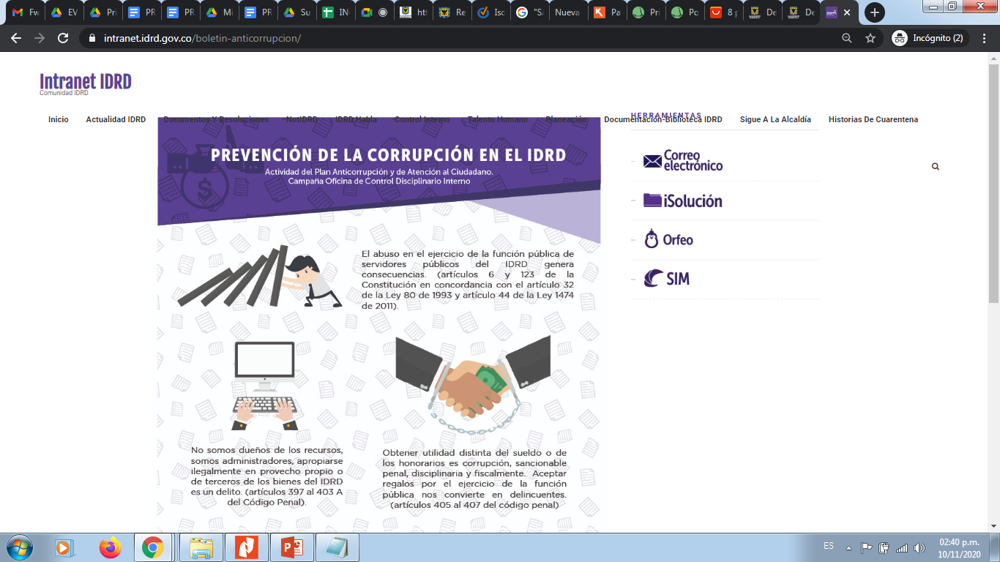 Fw
EV
Pri
PR
PR
Mi
PR
Su
IN
htt
Re
Isc
"Sa
Nueva
Pa
Pri
Po
8 p
De
De
intranet.idrd.gov.co/boletin-anticorrupcion/
Incógnito (2)
Intranet IDRD
Comunidad IDRD
Inicio
Actualidad IDRD
Documentos Y Resoluciones
NotIDRD
IDRD Habla
Control Interno
Talento Humano
Planeación
Documentación-Biblioteca IDRD
Sigue A La Alcaldía
Historias De Cuarentena
HERRAMIENTAS
PREVENCIÓN DE LA CORRUPCIÓN EN EL IDRD
Actividad del Plan Anticorrupción y de Atención al Ciudadano.
Campaña Oficina de Control Disciplinario Interno
Correo
electrónico
iSolución
Orfeo
SIM
El abuso en el ejercicio de la función pública de
servidores públicos del IDRD genera
consecuencias. (artículos 6 y 123 de la
Constitución en concordancia con el artículo 32
de la Ley 80 de 1993 y artículo 44 de la Ley 1474
de 2011).
No somos dueños de los recursos,
somos administradores, apropiarse
ilegalmente en provecho propio o
de terceros de los bienes del IDRD
es un delito. (artículos 397 al 403 A
del Código Penal).
Obtener utilidad distinta del sueldo o de
los honorarios es corrupción, sancionable
penal, disciplinaria y fiscalmente. Aceptar
regalos por el ejercicio de la función
pública nos convierte en delincuentes.
(artículos 405 al 407 del código penal)
ES
02:40 p.m.
10/11/2020